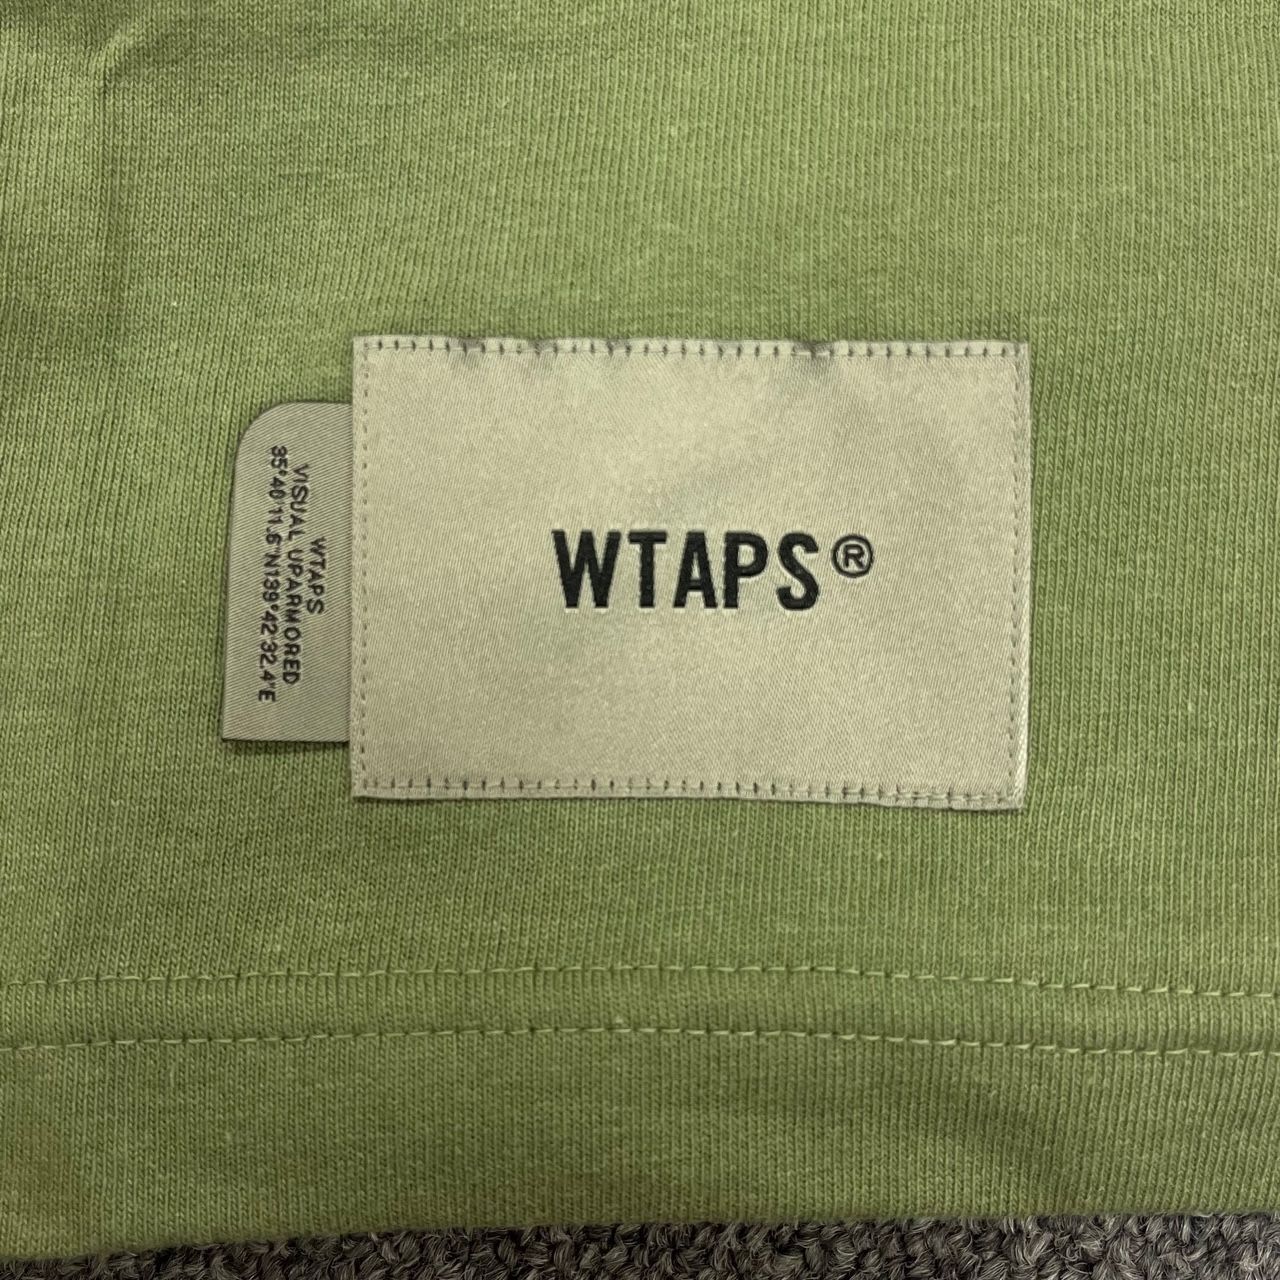 WTAPS®
WTAPS
VISUAL UPARMORED
35°40'11.6"N139°42'32.4"E